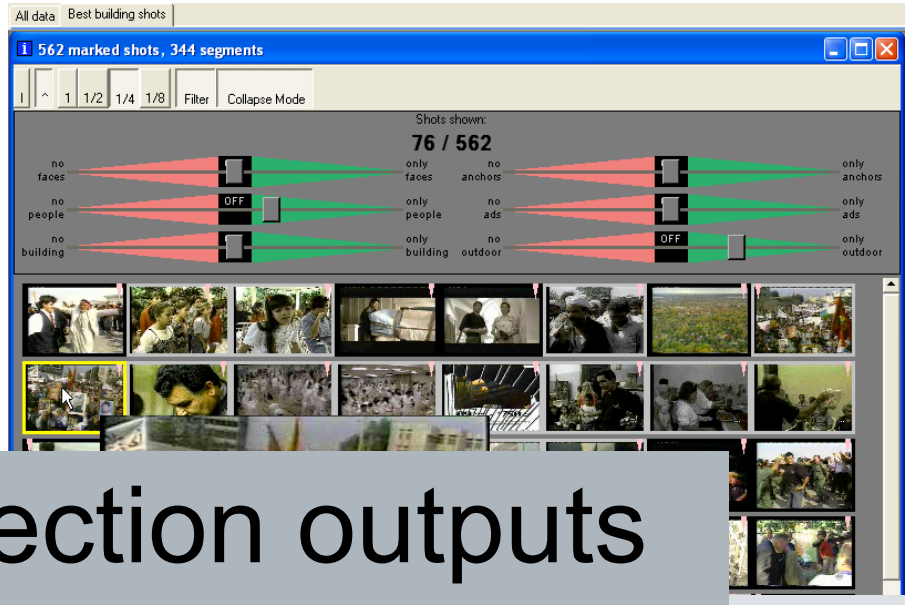 All data Best building shots
i 562 marked shots, 344 segments
I ^ 1 1/2 1/4 1/8 Filter Collapse Mode
Shots shown:
76 / 562
no faces only faces no anchors only anchors
no people OFF only people no ads only ads
no building only building no outdoor OFF only outdoor
ection outputs